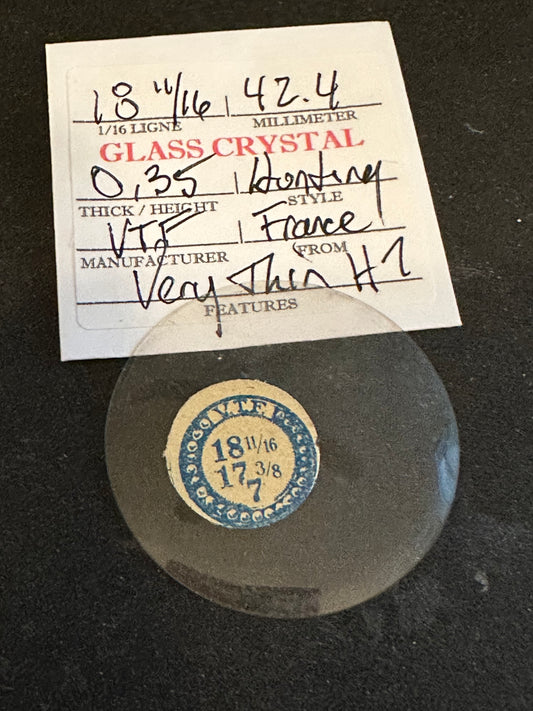 18 11/16 | 42.4
1/16 LIGNE MILLIMETER
GLASS CRYSTAL
0,35 | Hunting
THICK / HEIGHT STYLE
VTF | France
MANUFACTURER FROM
Very Thin H7
FEATURES
V.T.F
18 11/16
17 3/8
7